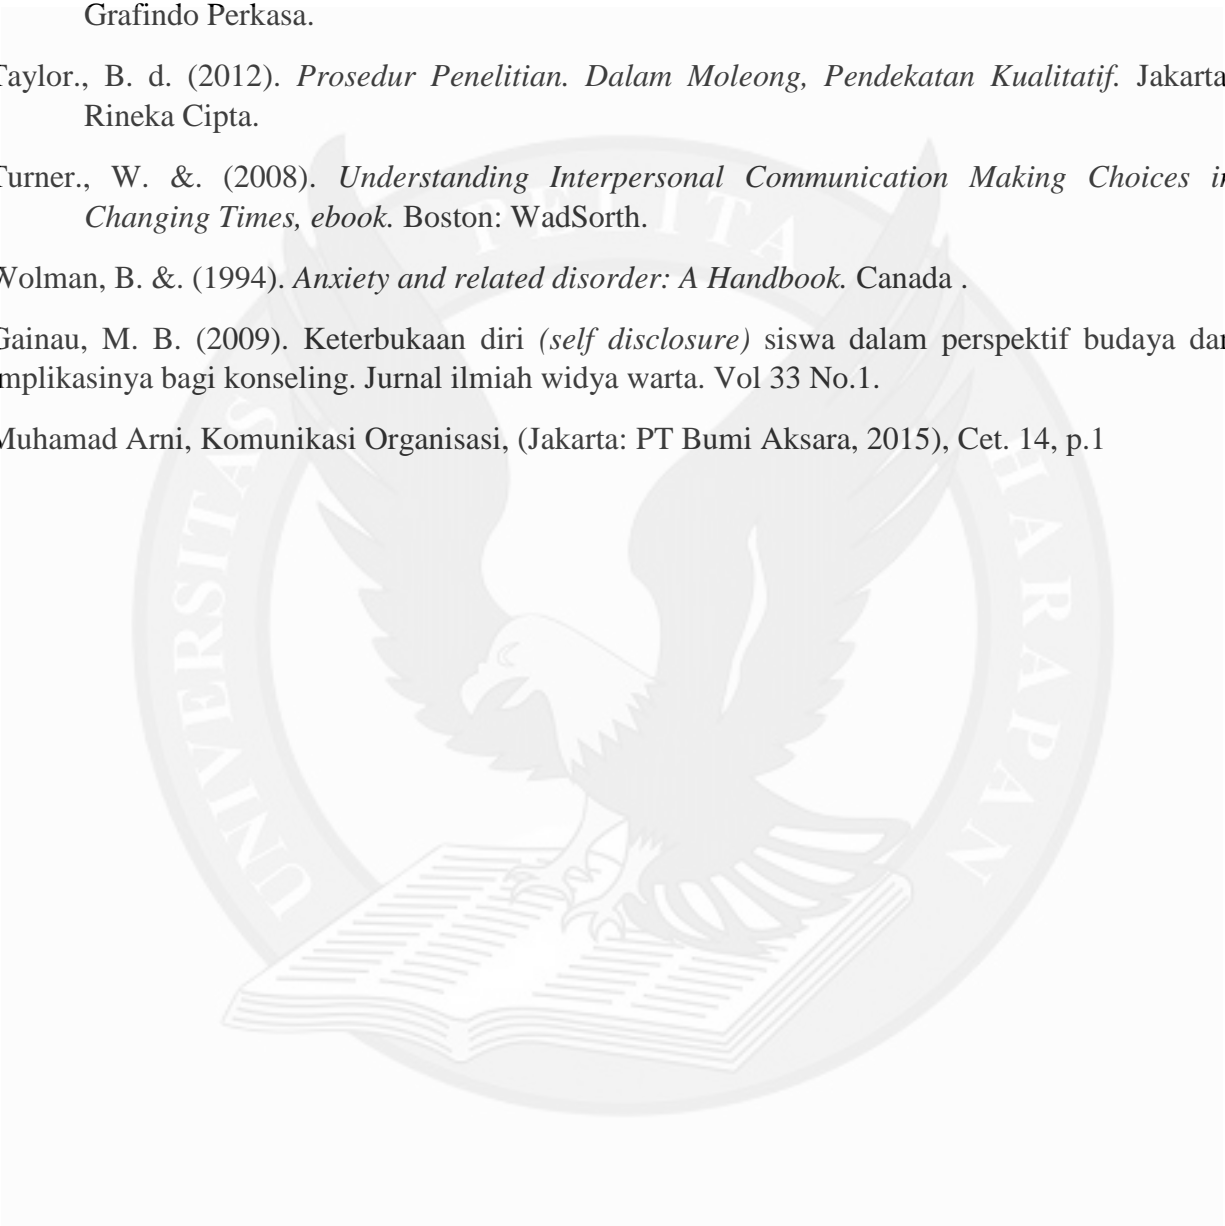 Grafindo Perkasa.
Taylor., B. d. (2012). Prosedur Penelitian. Dalam Moleong, Pendekatan Kualitatif. Jakarta
Rineka Cipta.
Turner., W. &. (2008). Understanding Interpersonal Communication Making Choices in
Changing Times, ebook. Boston: WadSorth.
Wolman, B. &. (1994). Anxiety and related disorder: A Handbook. Canada .
Gainau, M. B. (2009). Keterbukaan diri (self disclosure) siswa dalam perspektif budaya dan
implikasinya bagi konseling. Jurnal ilmiah widya warta. Vol 33 No.1.
Muhamad Arni, Komunikasi Organisasi, (Jakarta: PT Bumi Aksara, 2015), Cet. 14, p.1
UNIVERSITAS PELITA HARAPAN